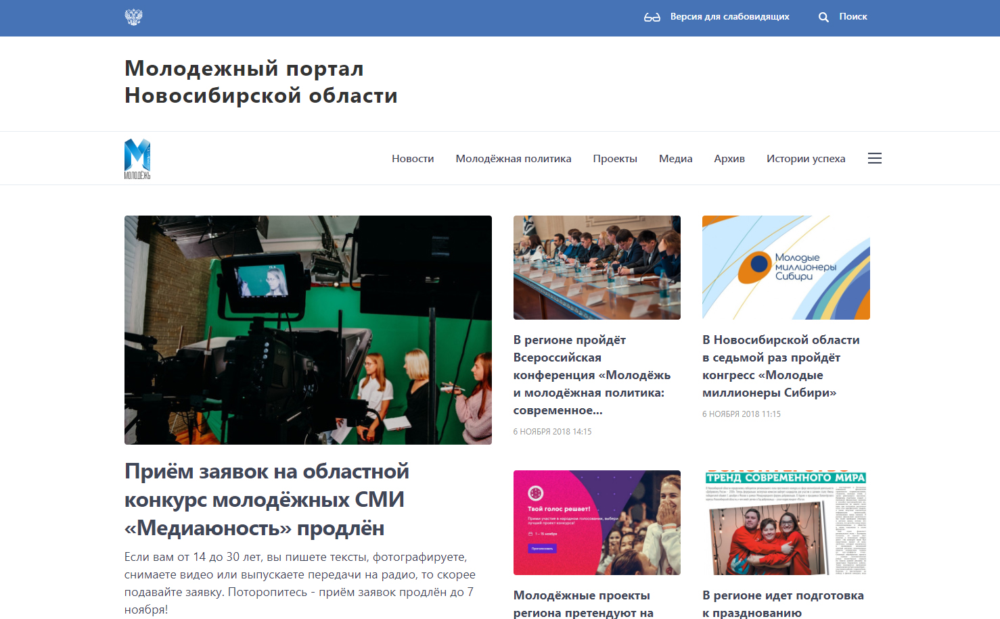 Версия для слабовидящих
Поиск
Молодежный портал
Новосибирской области
МОЛОДЁЖЬ
Новости
Молодёжная политика
Проекты
Медиа
Архив
Истории успеха
Приём заявок на областной
конкурс молодёжных СМИ
«Медиаюность» продлён
Если вам от 14 до 30 лет, вы пишете тексты, фотографируете,
снимаете видео или выпускаете передачи на радио, то скорее
подавайте заявку. Поторопитесь - приём заявок продлён до 7
ноября!
В регионе пройдёт
Всероссийская
конференция «Молодёжь
и молодёжная политика:
современное...
6 НОЯБРЯ 2018 14:15
Молодые
миллионеры
Сибири
В Новосибирской области
в седьмой раз пройдёт
конгресс «Молодые
миллионеры Сибири»
6 НОЯБРЯ 2018 11:15
Твой голос решает!
Прими участие в народном голосовании, выбери
лучший проект конкурса!
1 – 15 ноября
Проголосовать
Молодёжные проекты
региона претендуют на
ТРЕНД СОВРЕМЕННОГО МИРА
В регионе идет подготовка
к празднованию